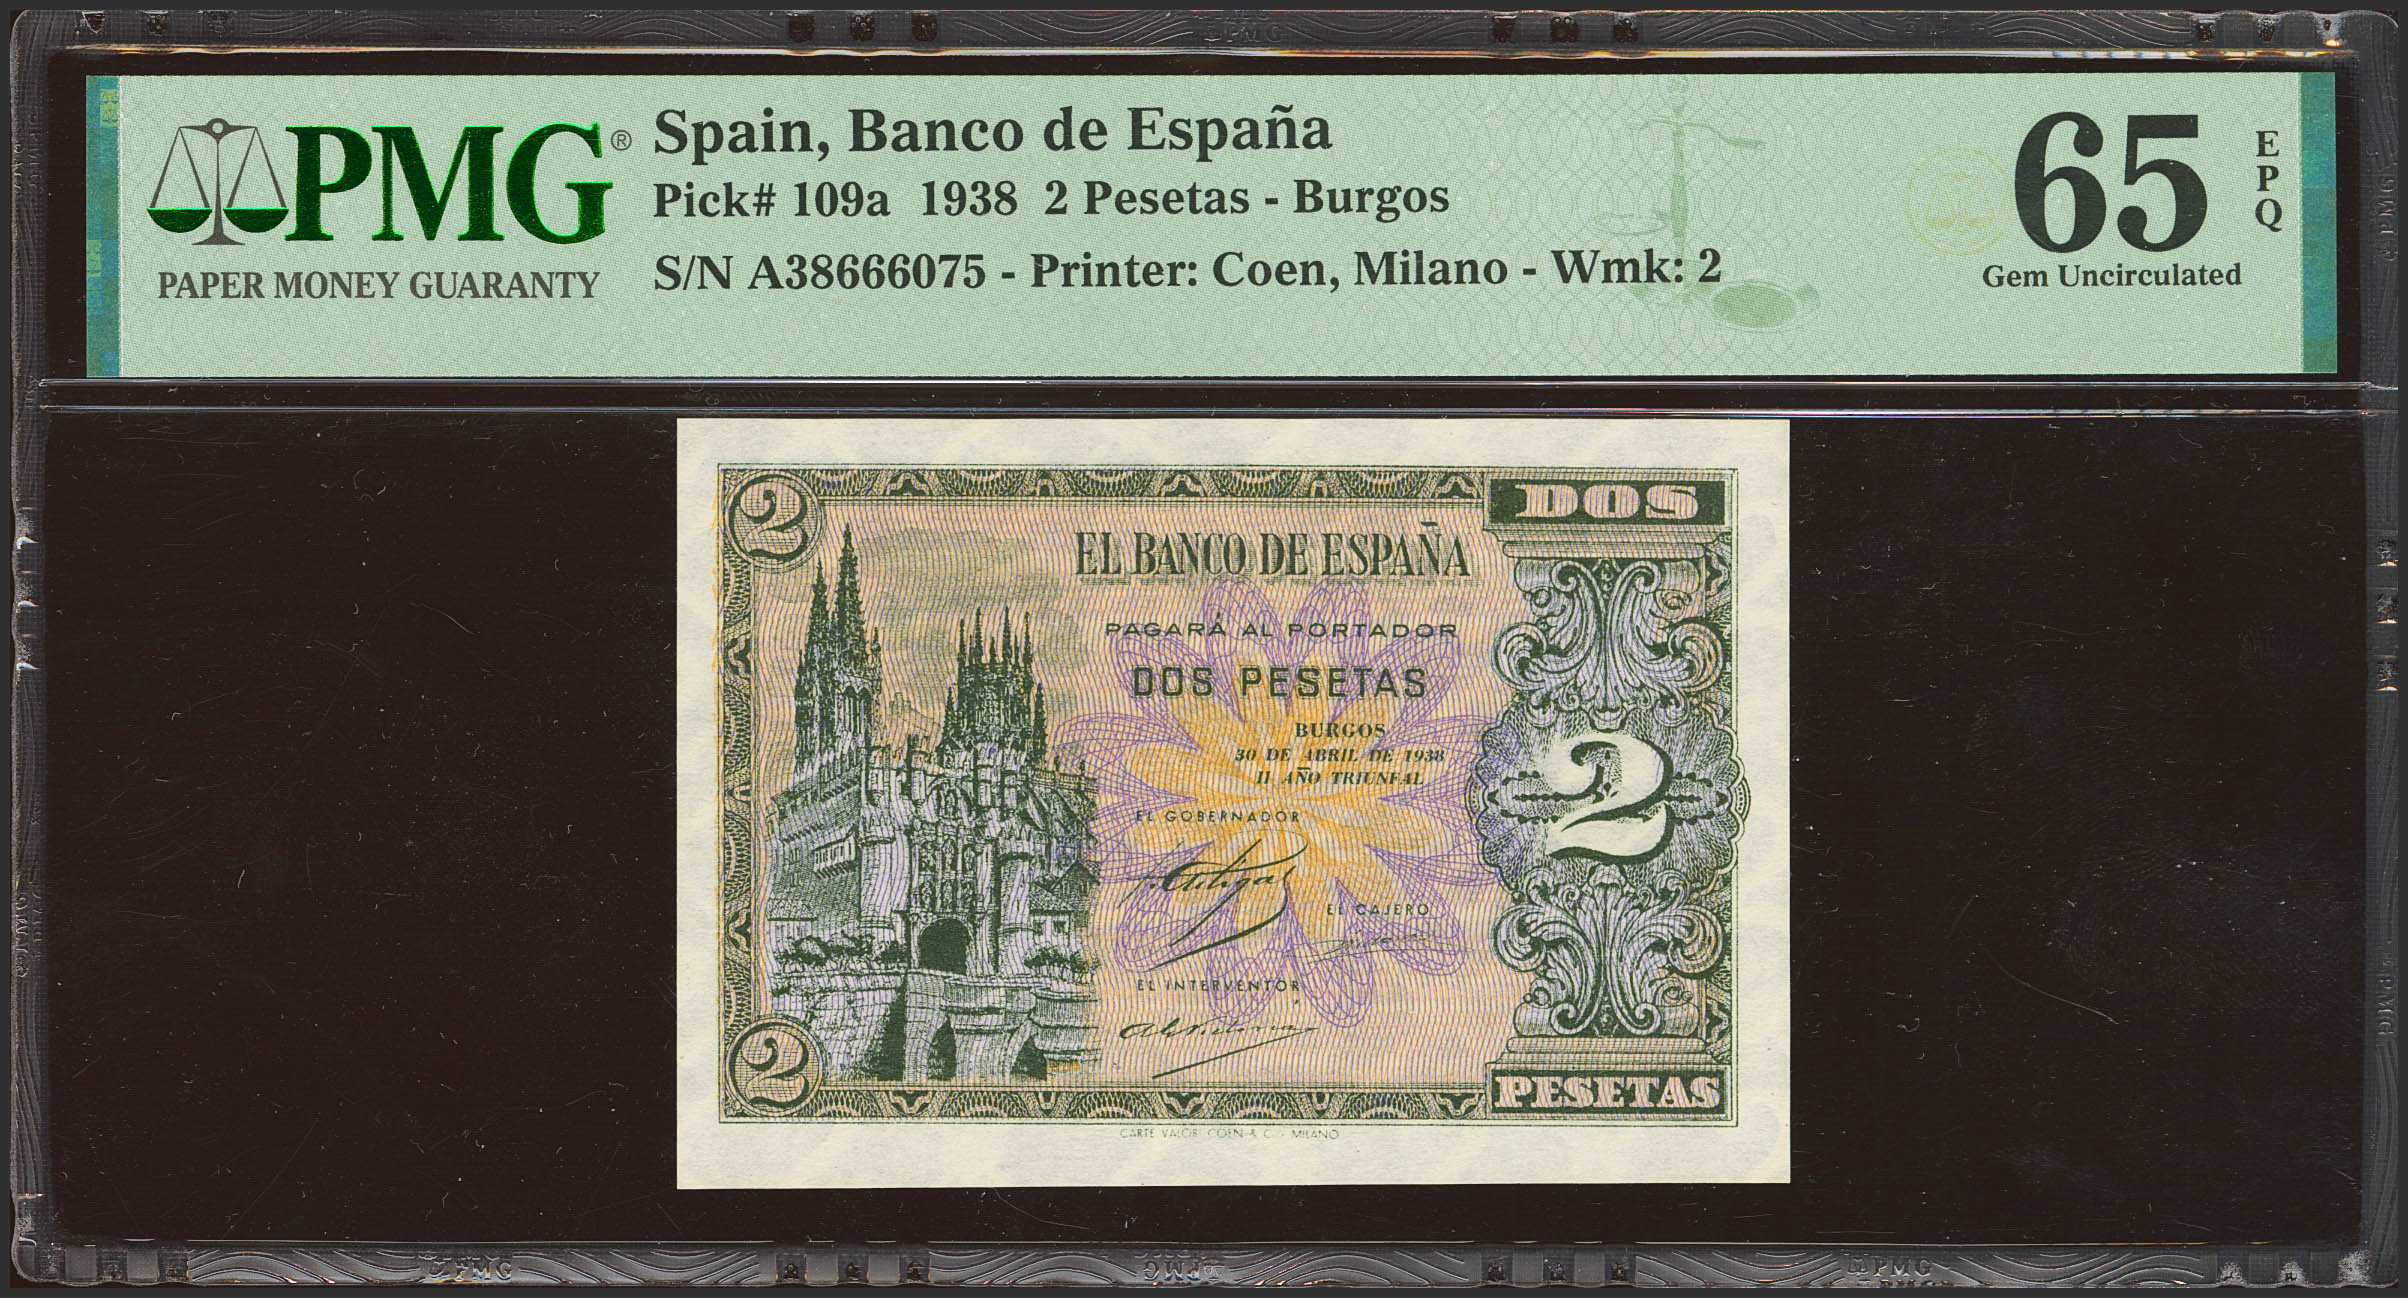 PMG®
PAPER MONEY GUARANTY
Spain, Banco de España
Pick# 109a 1938 2 Pesetas - Burgos
S/N A38666075 - Printer: Coen, Milano - Wmk: 2
65
EPQ
Gem Uncirculated
2
DOS
EL BANCO DE ESPAÑA
PAGARÁ AL PORTADOR
DOS PESETAS
BURGOS
30 DE ABRIL DE 1938
II AÑO TRIUNFAL
2
EL GOBERNADOR
EL CAJERO
EL INTERVENTOR
2
PESETAS
CARTE VALORI COEN & C. - MILANO